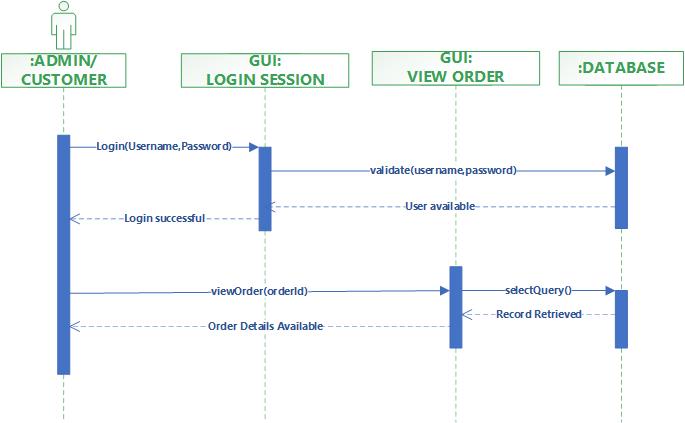 :ADMIN/
CUSTOMER
GUI:
LOGIN SESSION
GUI:
VIEW ORDER
:DATABASE
Login(Username,Password)
validate(username,password)
User available
Login successful
viewOrder(orderId)
selectQuery()
Record Retrieved
Order Details Available